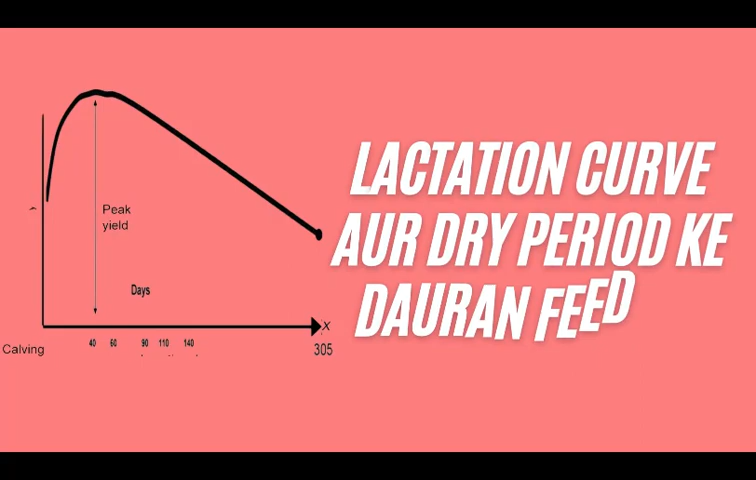 LACTATION CURVE
AUR DRY PERIOD KE
DAURAN FEED
Peak
yield
Days
X
Calving
40 60 90 110 140
305